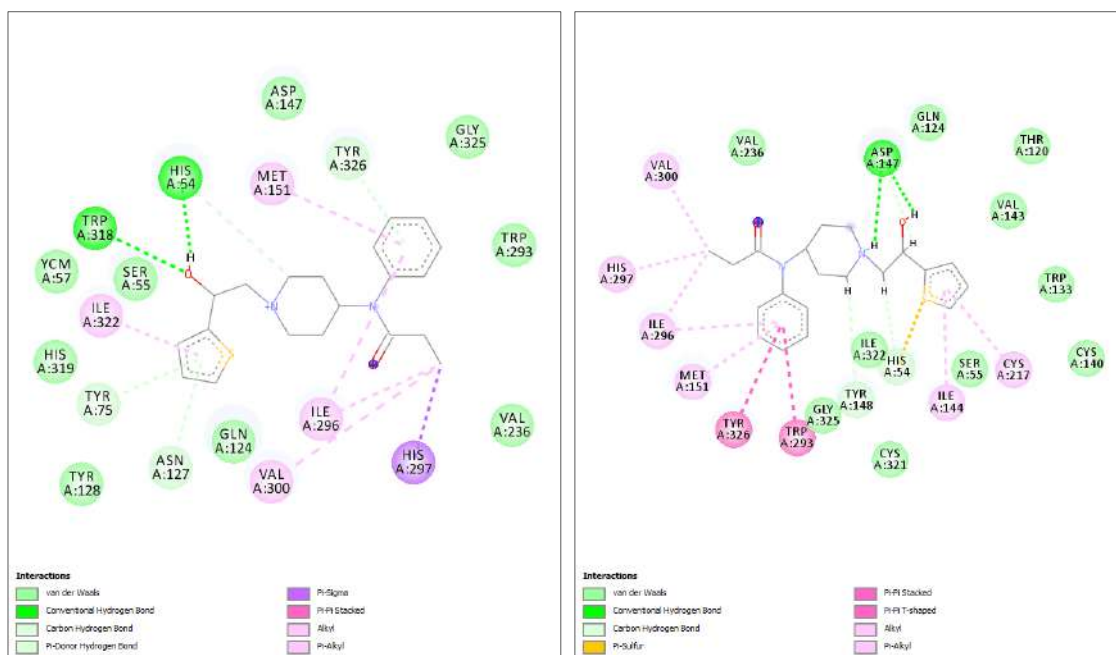 ASP
A:147
GLY
A:325
TYR
A:326
HIS
A:54
MET
A:151
TRP
A:318
TRP
A:293
YCM
A:57
SER
A:55
ILE
A:322
HIS
A:319
TYR
A:75
GLN
A:124
ASN
A:127
TYR
A:128
ILE
A:296
VAL
A:300
HIS
A:297
VAL
A:236
H
O
N+
S
N
O
Interactions
van der Waals
Conventional Hydrogen Bond
Carbon Hydrogen Bond
Pi-Donor Hydrogen Bond
Pi-Sigma
Pi-Pi Stacked
Alkyl
Pi-Alkyl
GLN
A:124
THR
A:120
VAL
A:236
ASP
A:147
VAL
A:300
VAL
A:143
HIS
A:297
TRP
A:133
ILE
A:296
ILE
A:322
HIS
A:54
SER
A:55
CYS
A:140
CYS
A:217
MET
A:151
TYR
A:148
ILE
A:144
GLY
A:325
TYR
A:326
TRP
A:293
CYS
A:321
H
O
H
H
N
N
H
H
Interactions
van der Waals
Conventional Hydrogen Bond
Carbon Hydrogen Bond
Pi-Sulfur
Pi-Pi Stacked
Pi-Pi T-shaped
Alkyl
Pi-Alkyl